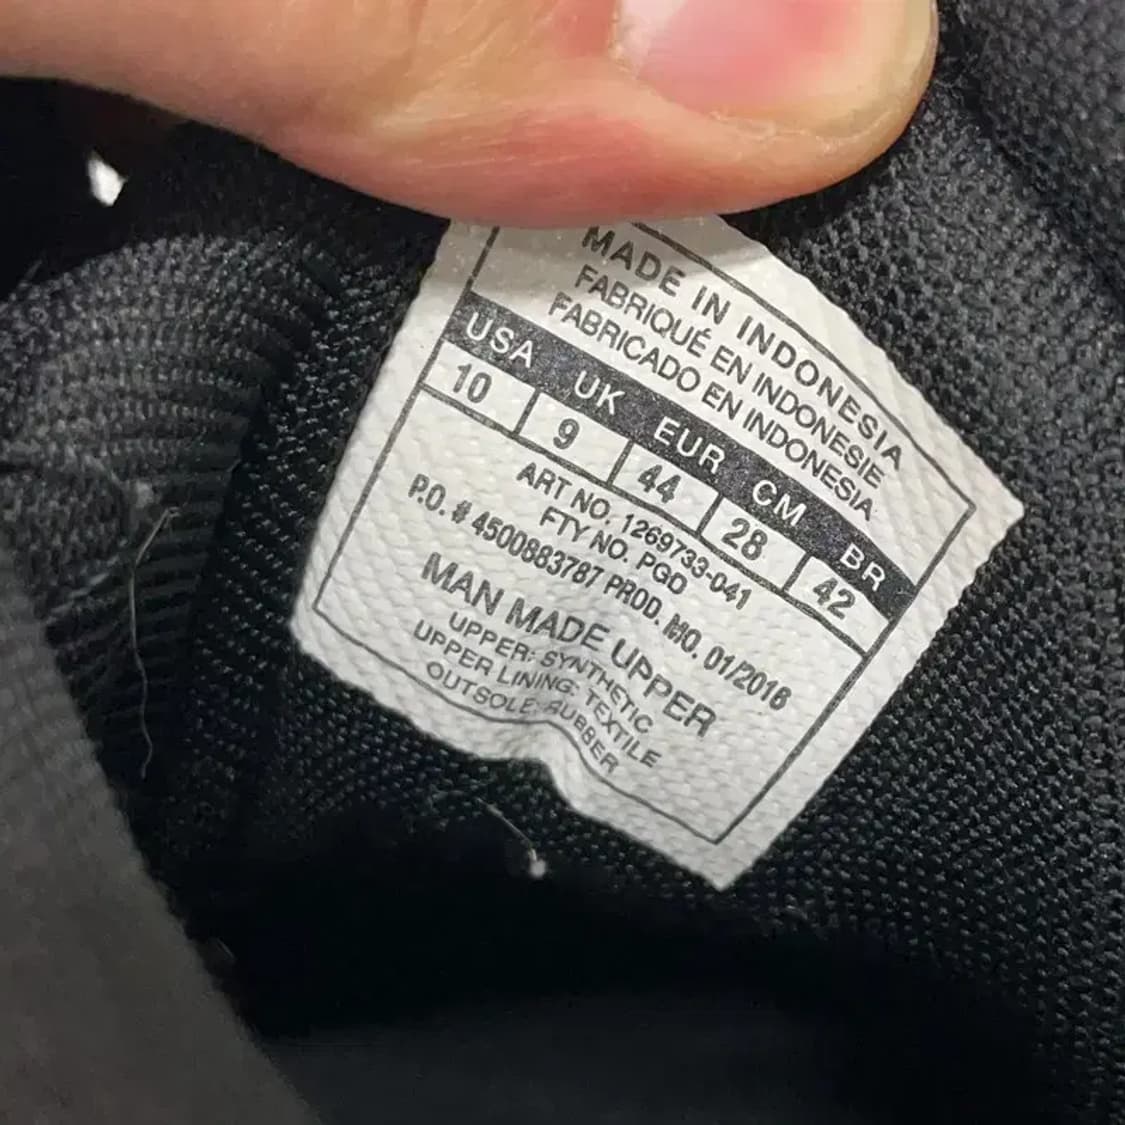 MADE IN INDONESIA
FABRIQUÉ EN INDONESIE
FABRICADO EN INDONESIA
USA UK EUR CM BR
10 9 44 28 42
ART NO. 1269733-041
FTY NO. PGD
P.O. # 4500883787 PROD. MO. 01/2016
MAN MADE UPPER
UPPER: SYNTHETIC
UPPER LINING: TEXTILE
OUTSOLE: RUBBER